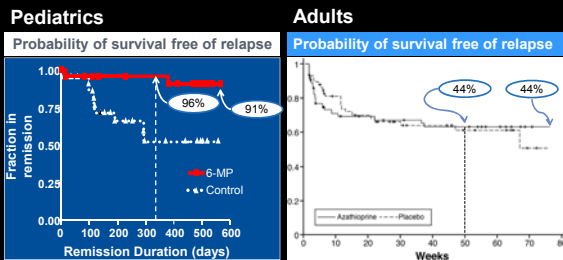 Pediatrics
Probability of survival free of relapse
Fraction in
remission
1.00
0.75
0.50
0.25
0.00
96%
91%
6-MP
Control
0
100
200
300
400
500
600
Remission Duration (days)
Adults
Probability of survival free of relapse
1
0.8
0.6
0.4
0.2
0
44%
44%
Azathioprine
Placebo
0
10
20
30
40
50
60
70
80
Weeks